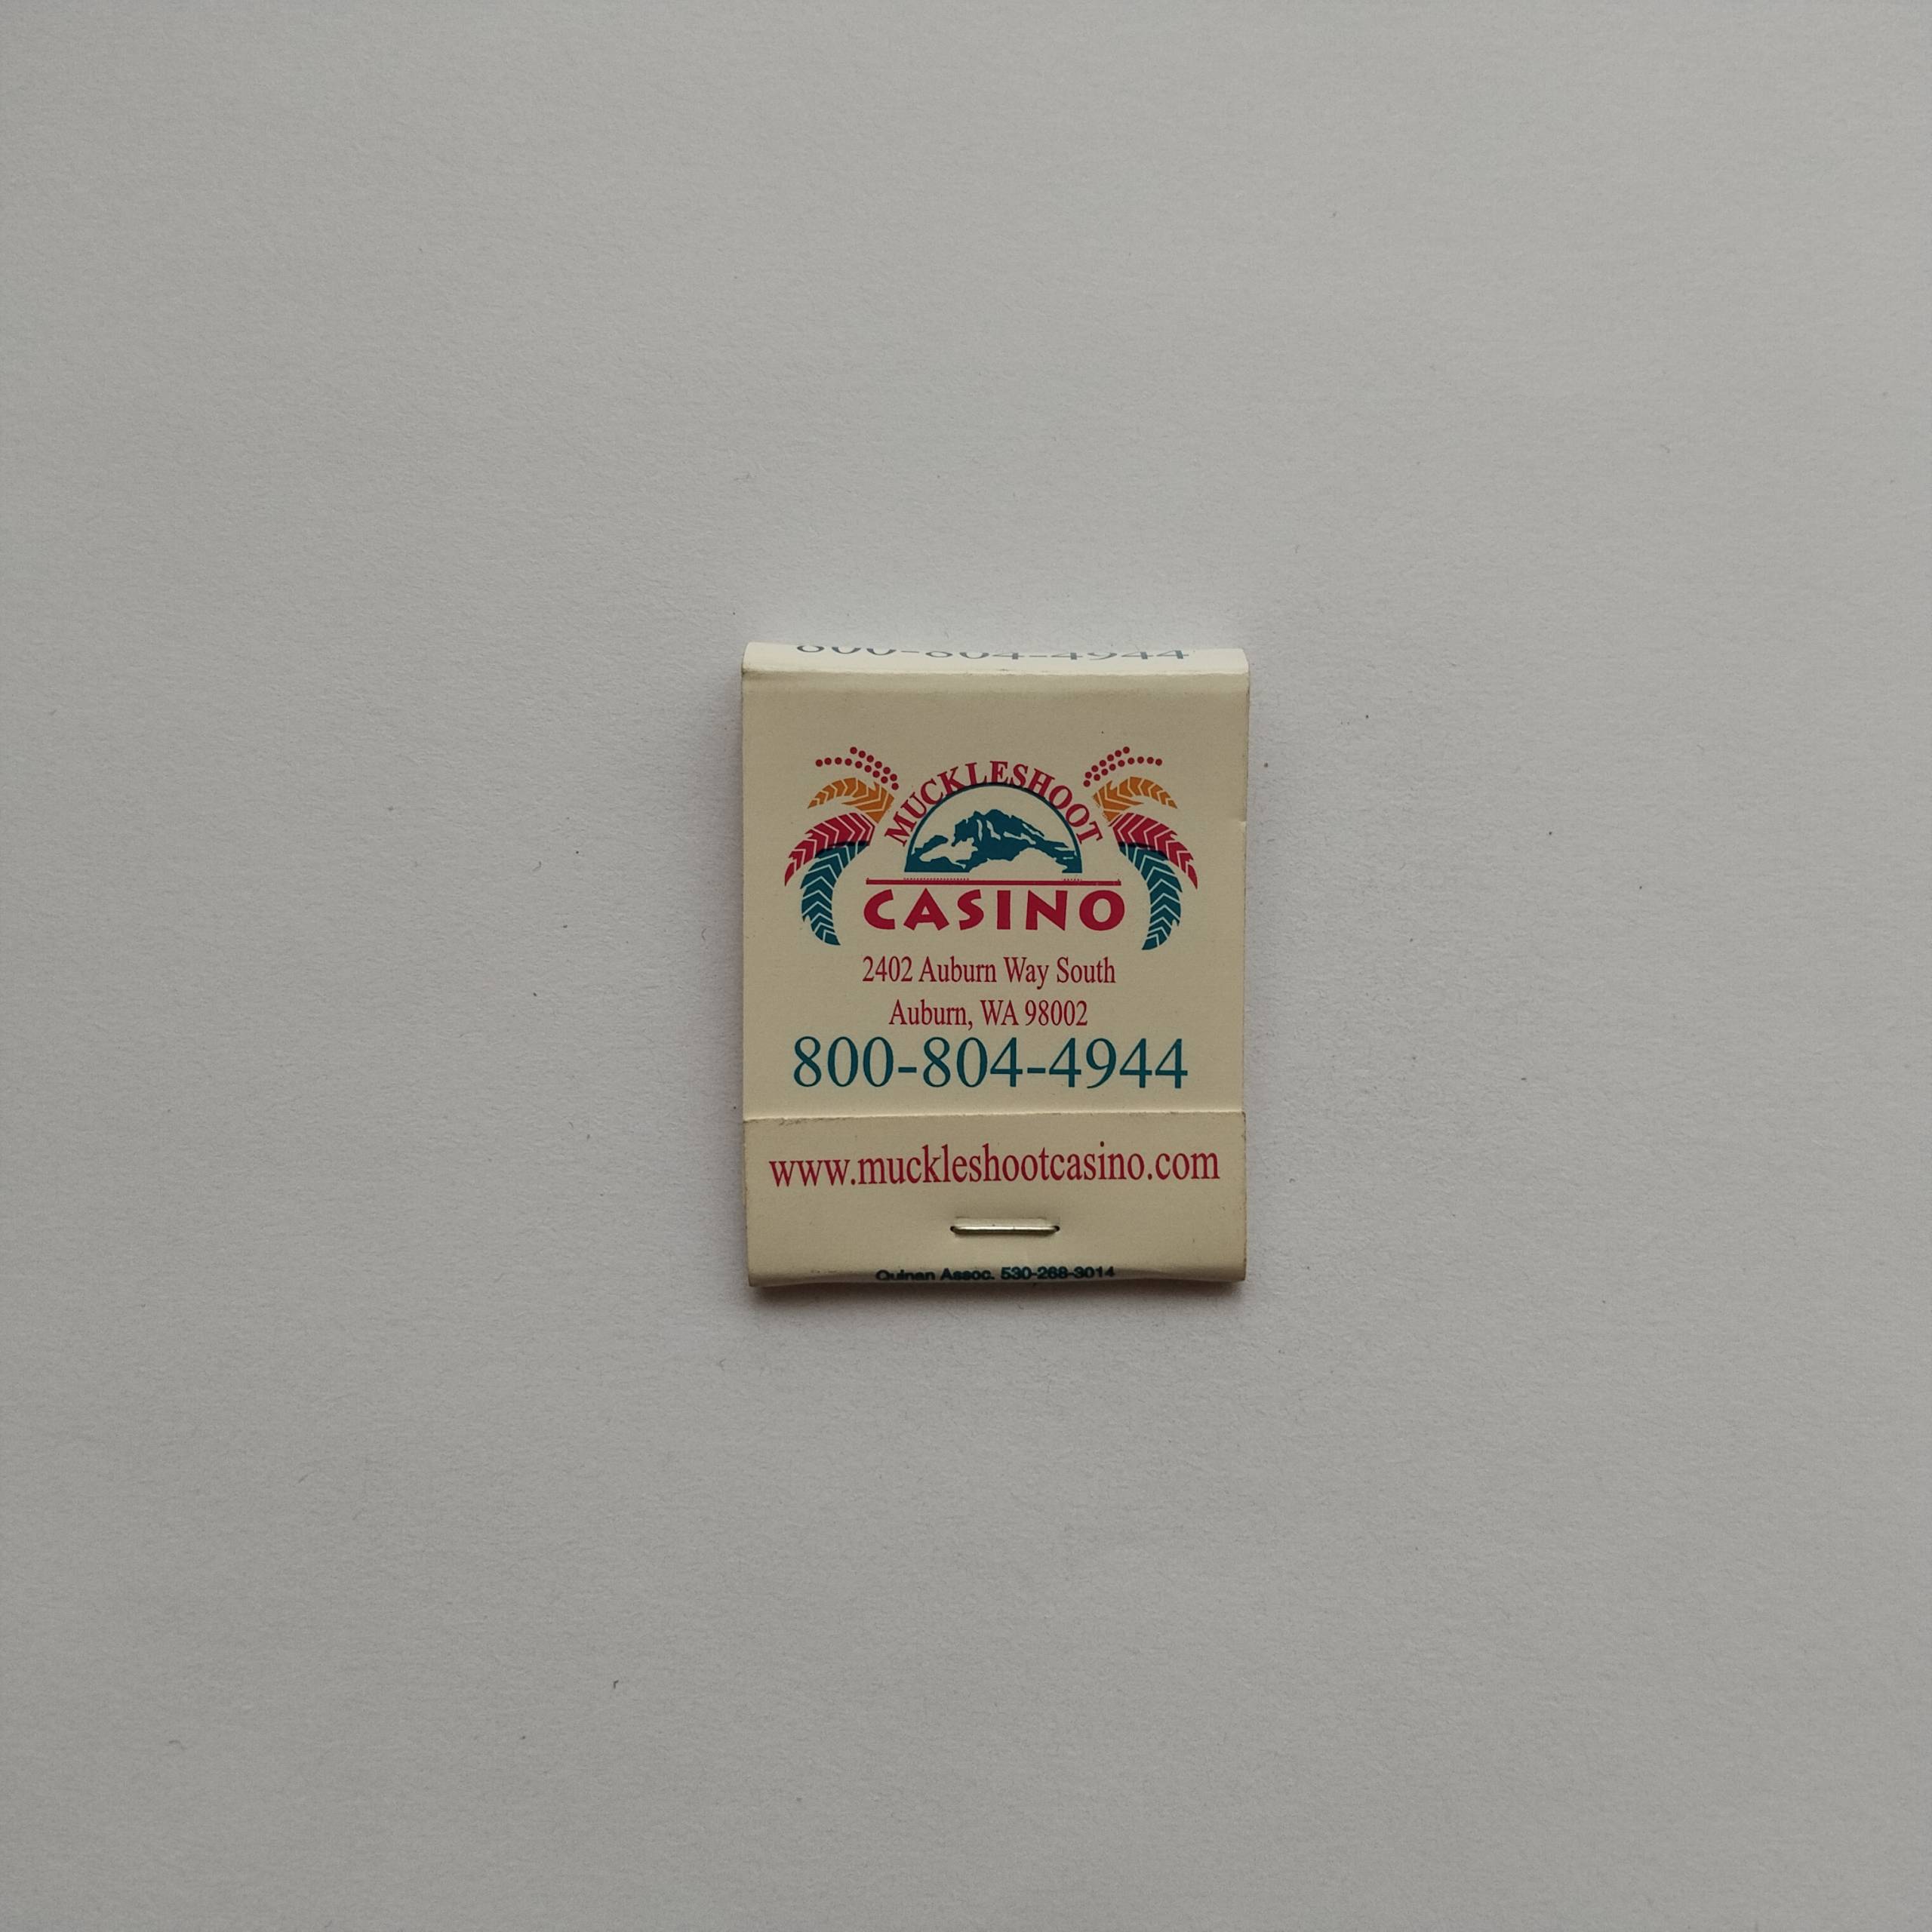 800-804-4944
MUCKLESHOOT
CASINO
2402 Auburn Way South
Auburn, WA 98002
800-804-4944
www.muckleshootcasino.com
Quinan Assoc. 530-268-3014